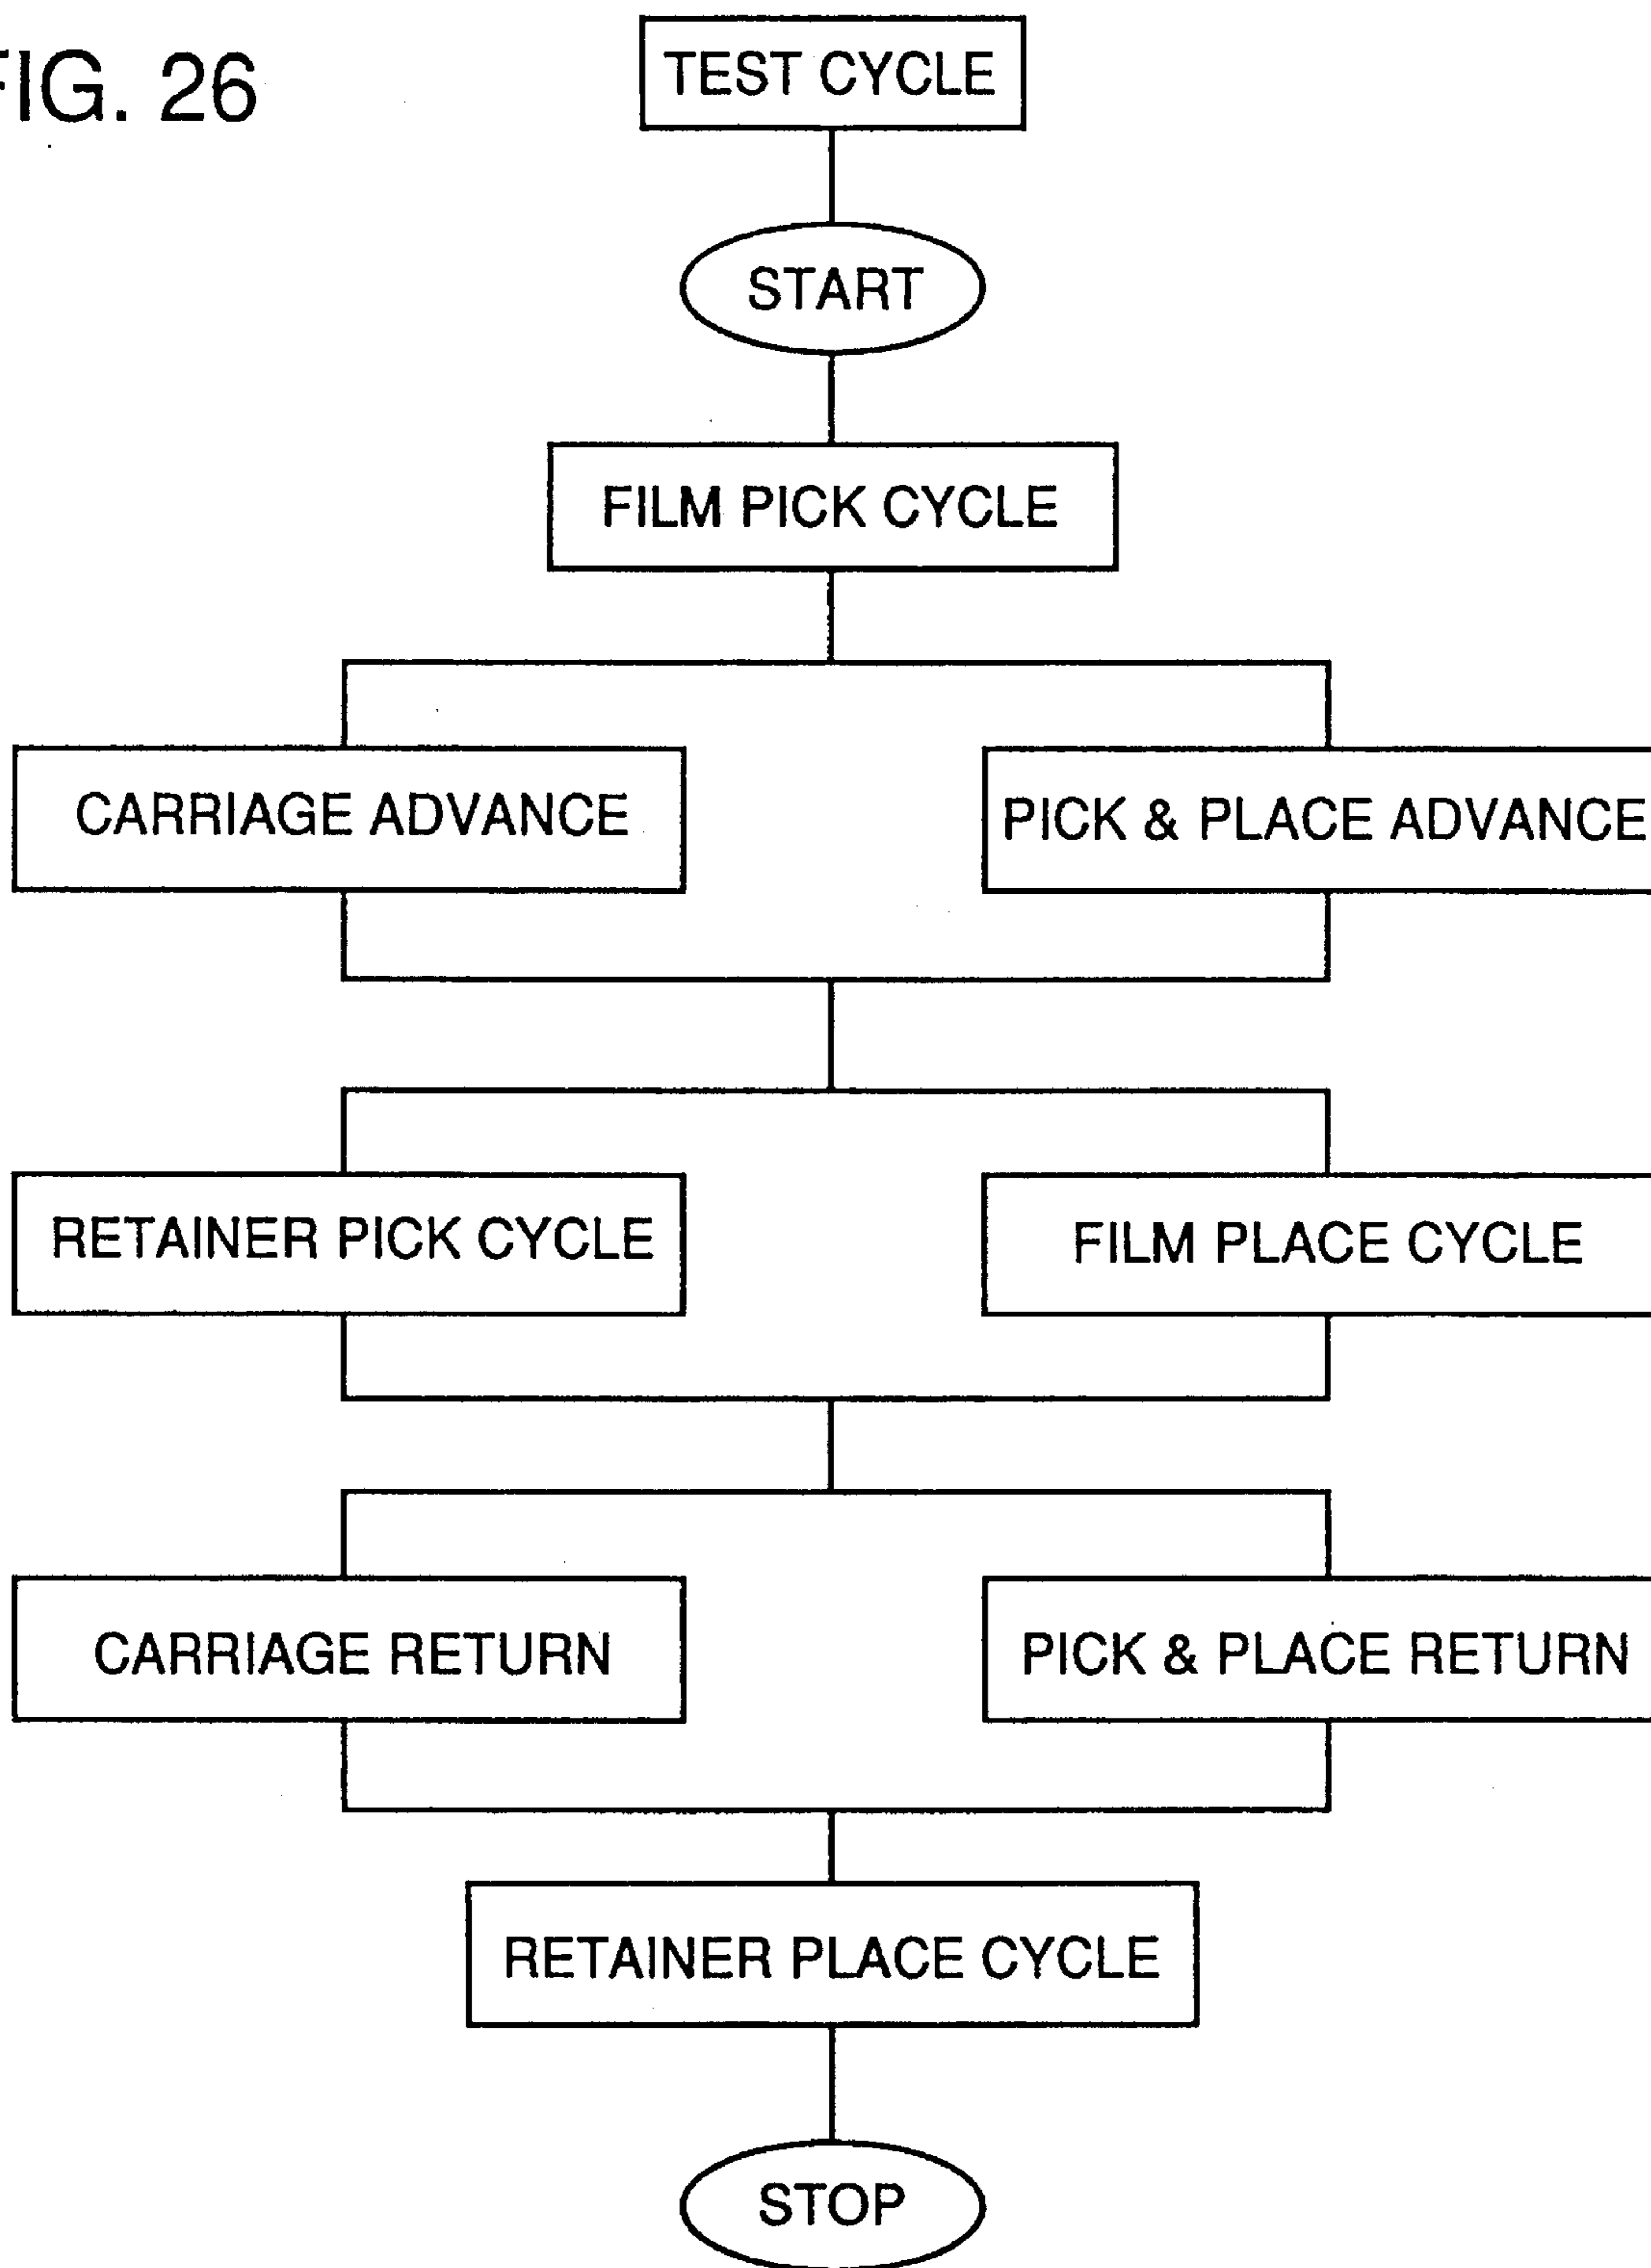 FIG. 26
TEST CYCLE
START
FILM PICK CYCLE
CARRIAGE ADVANCE
PICK & PLACE ADVANCE
RETAINER PICK CYCLE
FILM PLACE CYCLE
CARRIAGE RETURN
PICK & PLACE RETURN
RETAINER PLACE CYCLE
STOP